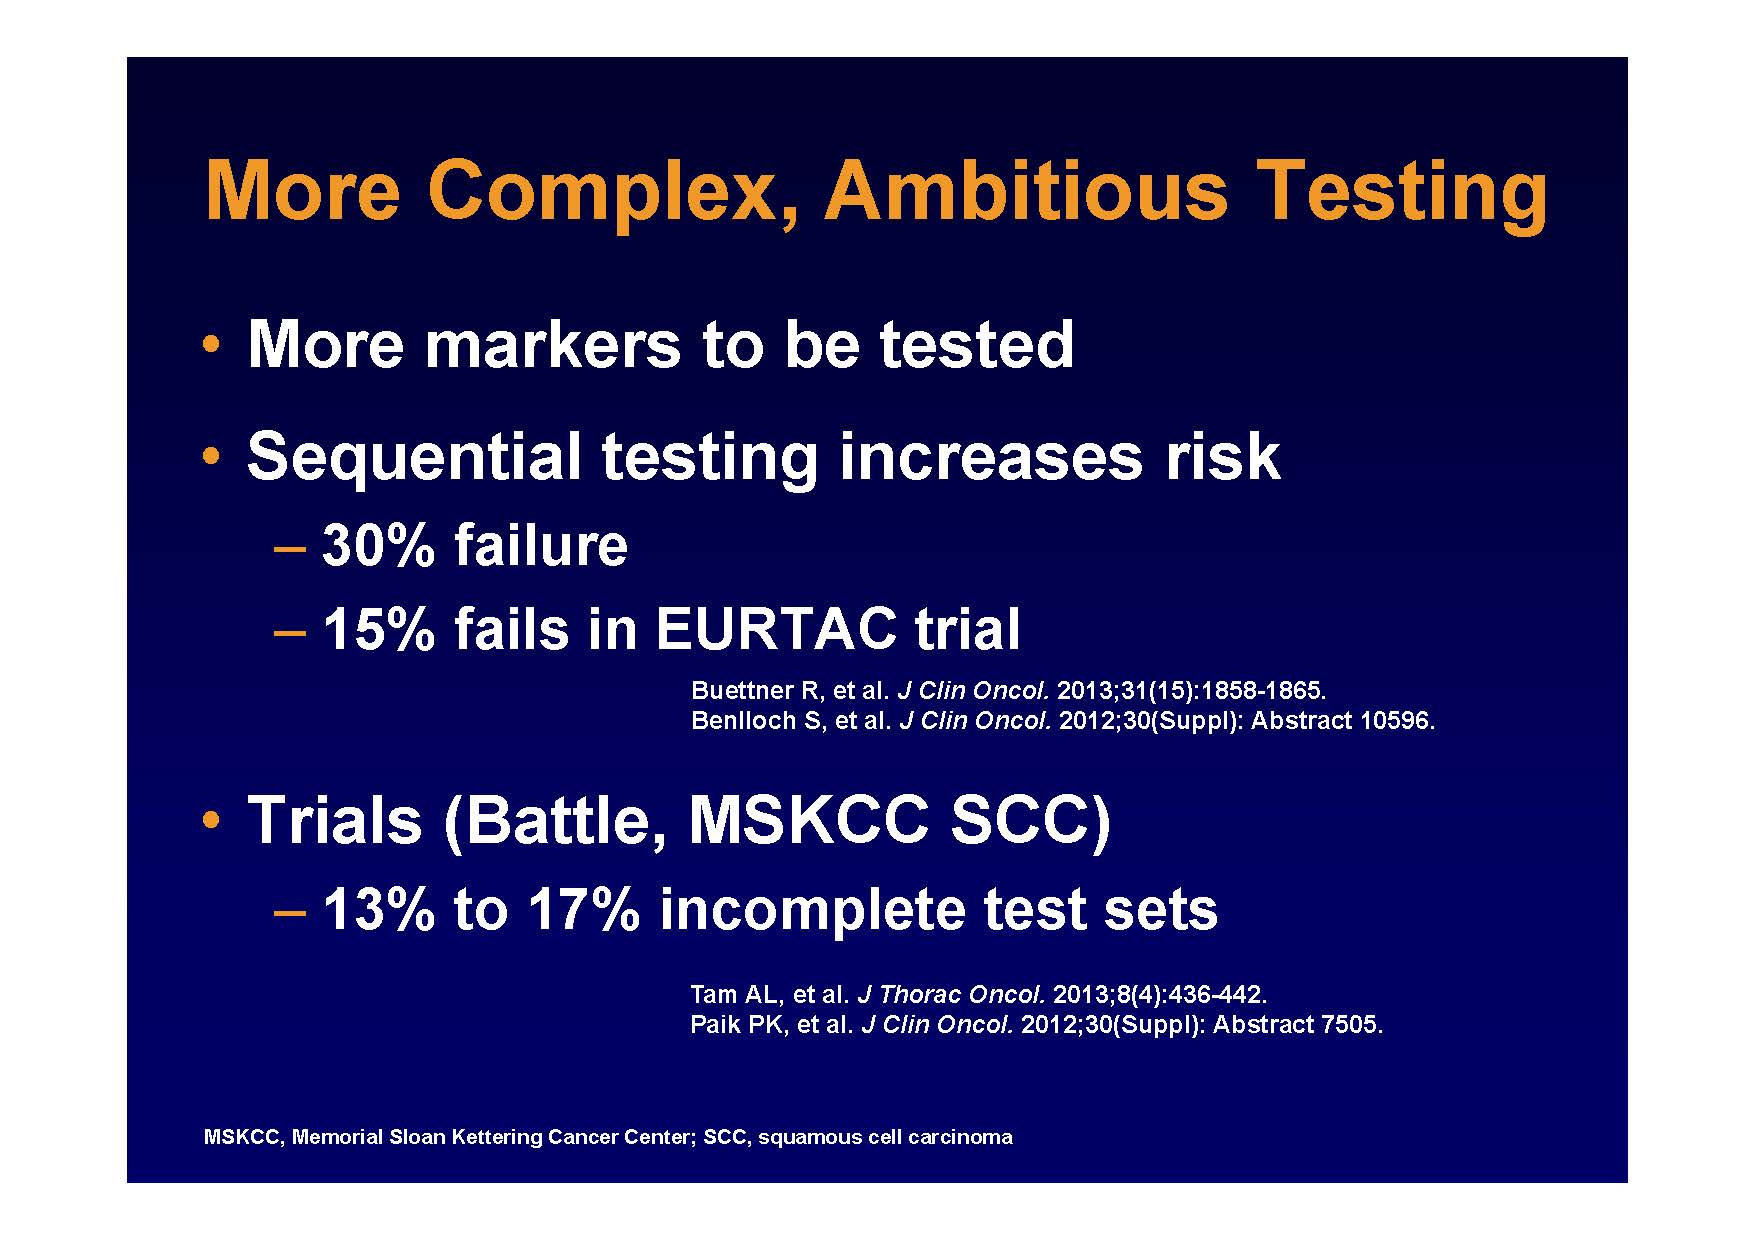 More Complex, Ambitious Testing
• More markers to be tested
• Sequential testing increases risk
– 30% failure
– 15% fails in EURTAC trial
Buettner R, et al. J Clin Oncol. 2013;31(15):1858-1865.
Benlloch S, et al. J Clin Oncol. 2012;30(Suppl): Abstract 10596.
• Trials (Battle, MSKCC SCC)
– 13% to 17% incomplete test sets
Tam AL, et al. J Thorac Oncol. 2013;8(4):436-442.
Paik PK, et al. J Clin Oncol. 2012;30(Suppl): Abstract 7505.
MSKCC, Memorial Sloan Kettering Cancer Center; SCC, squamous cell carcinoma